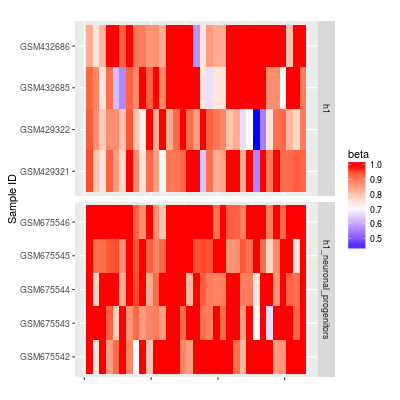 GSM432686
GSM432685
GSM429322
GSM429321
h1
GSM675546
GSM675545
GSM675544
GSM675543
GSM675542
h1_neuronal_progenitors
Sample ID
beta
1.0
0.9
0.8
0.7
0.6
0.5